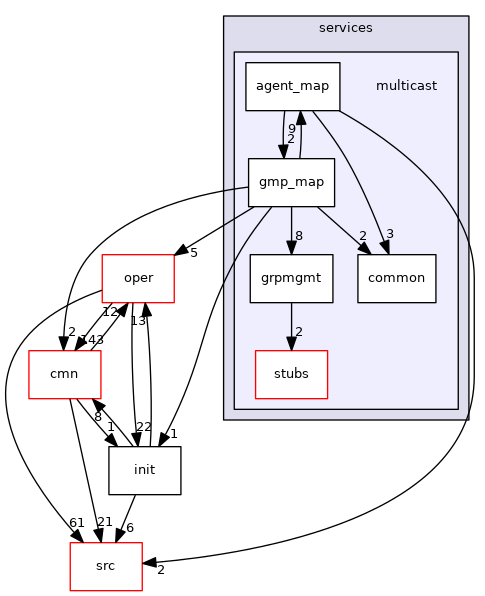 services
agent_map
multicast
9
2
gmp_map
2
3
8
5
oper
grpmgmt
common
12
13
2
143
2
cmn
stubs
8
1
22
1
init
61
21
6
src
2